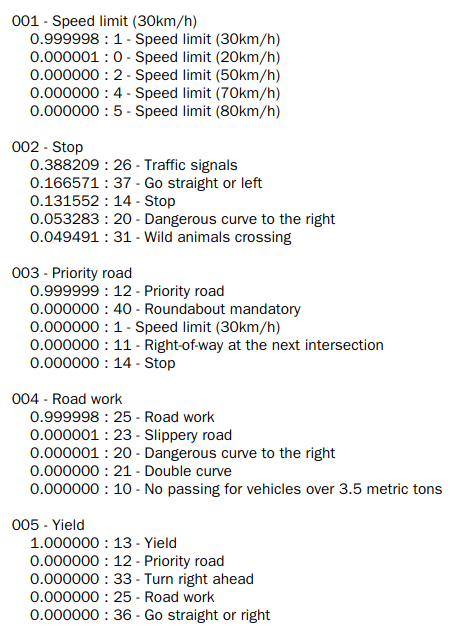 001 - Speed limit (30km/h)
0.999998 : 1 - Speed limit (30km/h)
0.000001 : 0 - Speed limit (20km/h)
0.000000 : 2 - Speed limit (50km/h)
0.000000 : 4 - Speed limit (70km/h)
0.000000 : 5 - Speed limit (80km/h)
002 - Stop
0.388209 : 26 - Traffic signals
0.166571 : 37 - Go straight or left
0.131552 : 14 - Stop
0.053283 : 20 - Dangerous curve to the right
0.049491 : 31 - Wild animals crossing
003 - Priority road
0.999999 : 12 - Priority road
0.000000 : 40 - Roundabout mandatory
0.000000 : 1 - Speed limit (30km/h)
0.000000 : 11 - Right-of-way at the next intersection
0.000000 : 14 - Stop
004 - Road work
0.999998 : 25 - Road work
0.000001 : 23 - Slippery road
0.000001 : 20 - Dangerous curve to the right
0.000000 : 21 - Double curve
0.000000 : 10 - No passing for vehicles over 3.5 metric tons
005 - Yield
1.000000 : 13 - Yield
0.000000 : 12 - Priority road
0.000000 : 33 - Turn right ahead
0.000000 : 25 - Road work
0.000000 : 36 - Go straight or right